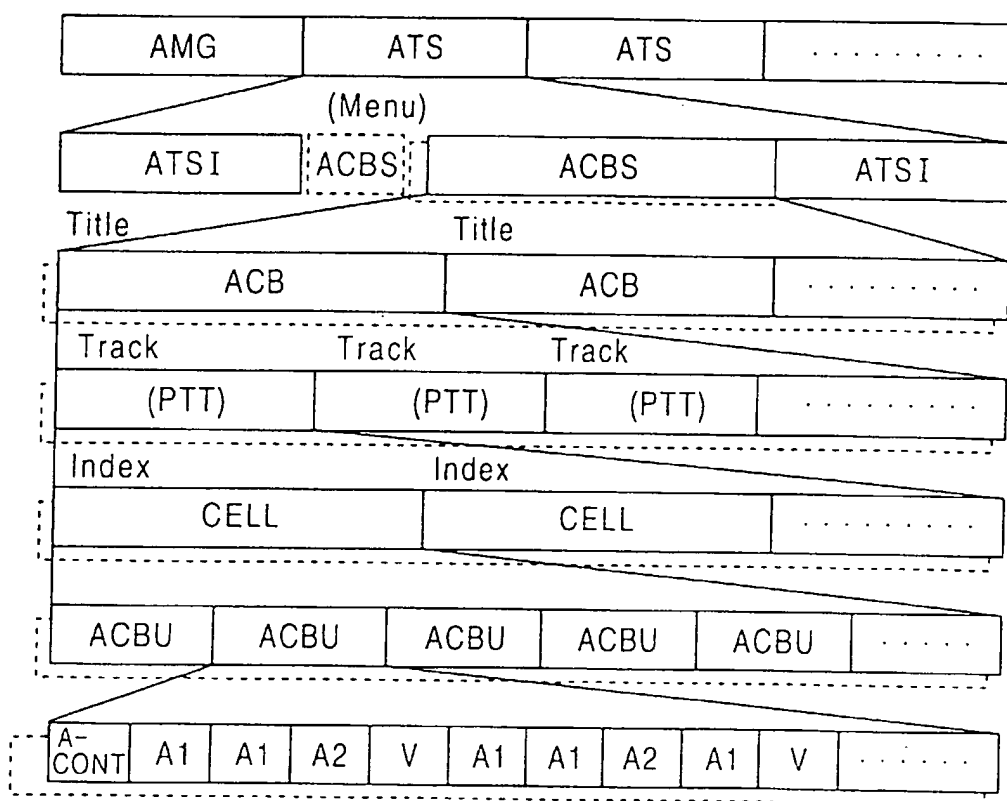 AMG ATS ATS .........
(Menu)
ATSI ACBS ACBS ATSI
Title Title
ACB ACB .........
Track Track Track
(PTT) (PTT) (PTT) .........
Index Index
CELL CELL .........
ACBU ACBU ACBU ACBU ACBU .....
A-CONT A1 A1 A2 V A1 A1 A2 A1 V ......